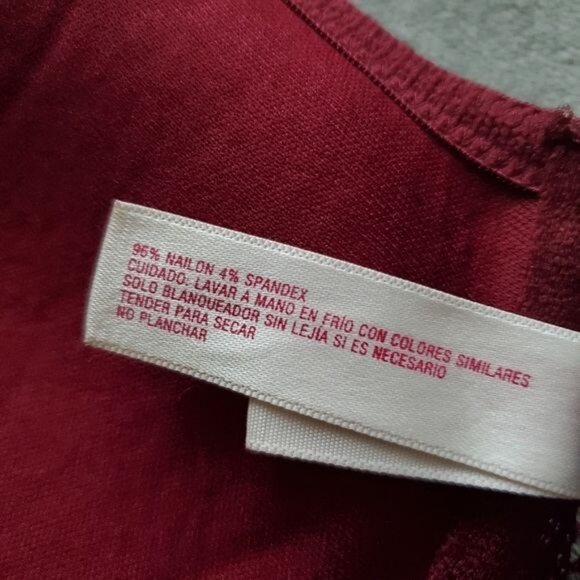 96% NAILON 4% SPANDEX
CUIDADO: LAVAR A MANO EN FRÍO CON COLORES SIMILARES
SOLO BLANQUEADOR SIN LEJÍA SI ES NECESARIO
TENDER PARA SECAR
NO PLANCHAR